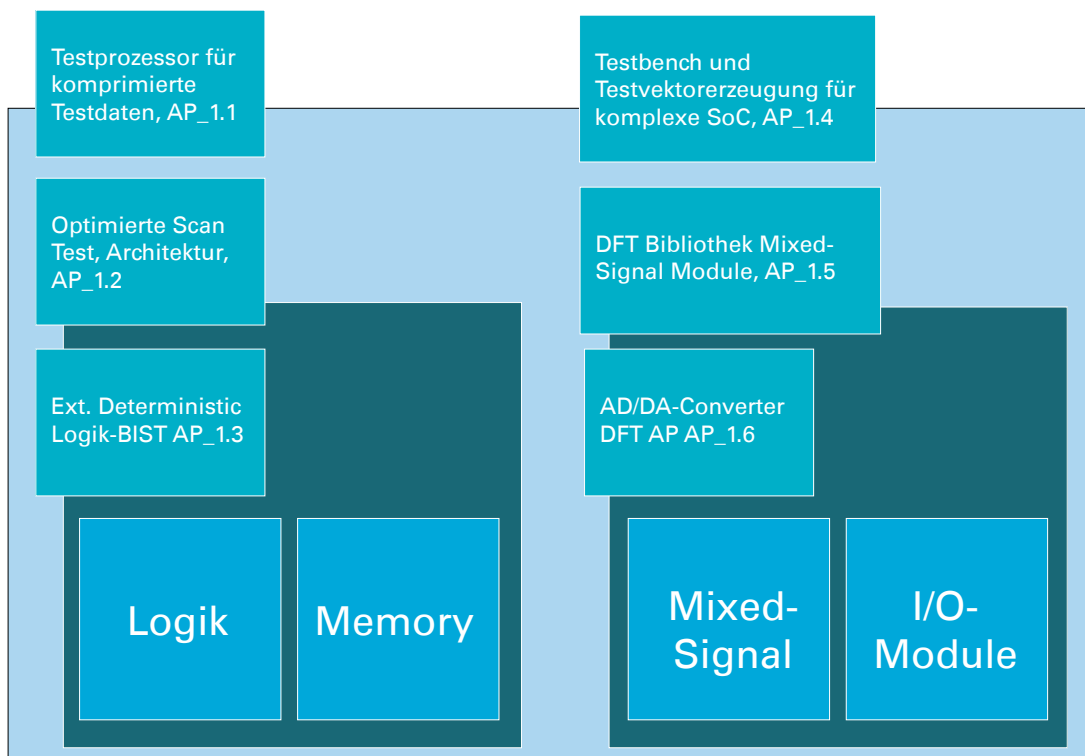 Testprozessor für
komprimierte
Testdaten, AP_1.1
Testbench und
Testvektorerzeugung für
komplexe SoC, AP_1.4
Optimierte Scan
Test, Architektur,
AP_1.2
DFT Bibliothek Mixed-
Signal Module, AP_1.5
Ext. Deterministic
Logik-BIST AP_1.3
AD/DA-Converter
DFT AP AP_1.6
Logik
Memory
Mixed-
Signal
I/O-
Module